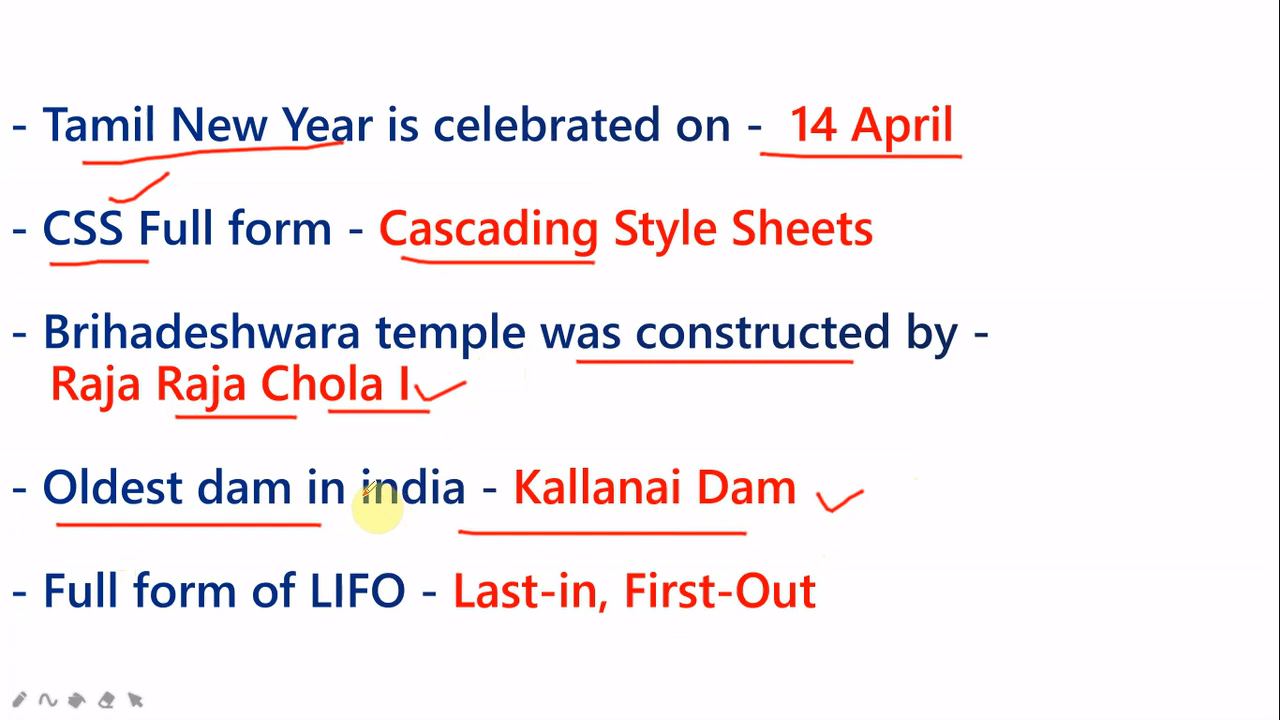 - Tamil New Year is celebrated on - 14 April
- CSS Full form - Cascading Style Sheets
- Brihadeshwara temple was constructed by -
Raja Raja Chola I
- Oldest dam in india - Kallanai Dam
- Full form of LIFO - Last-in, First-Out